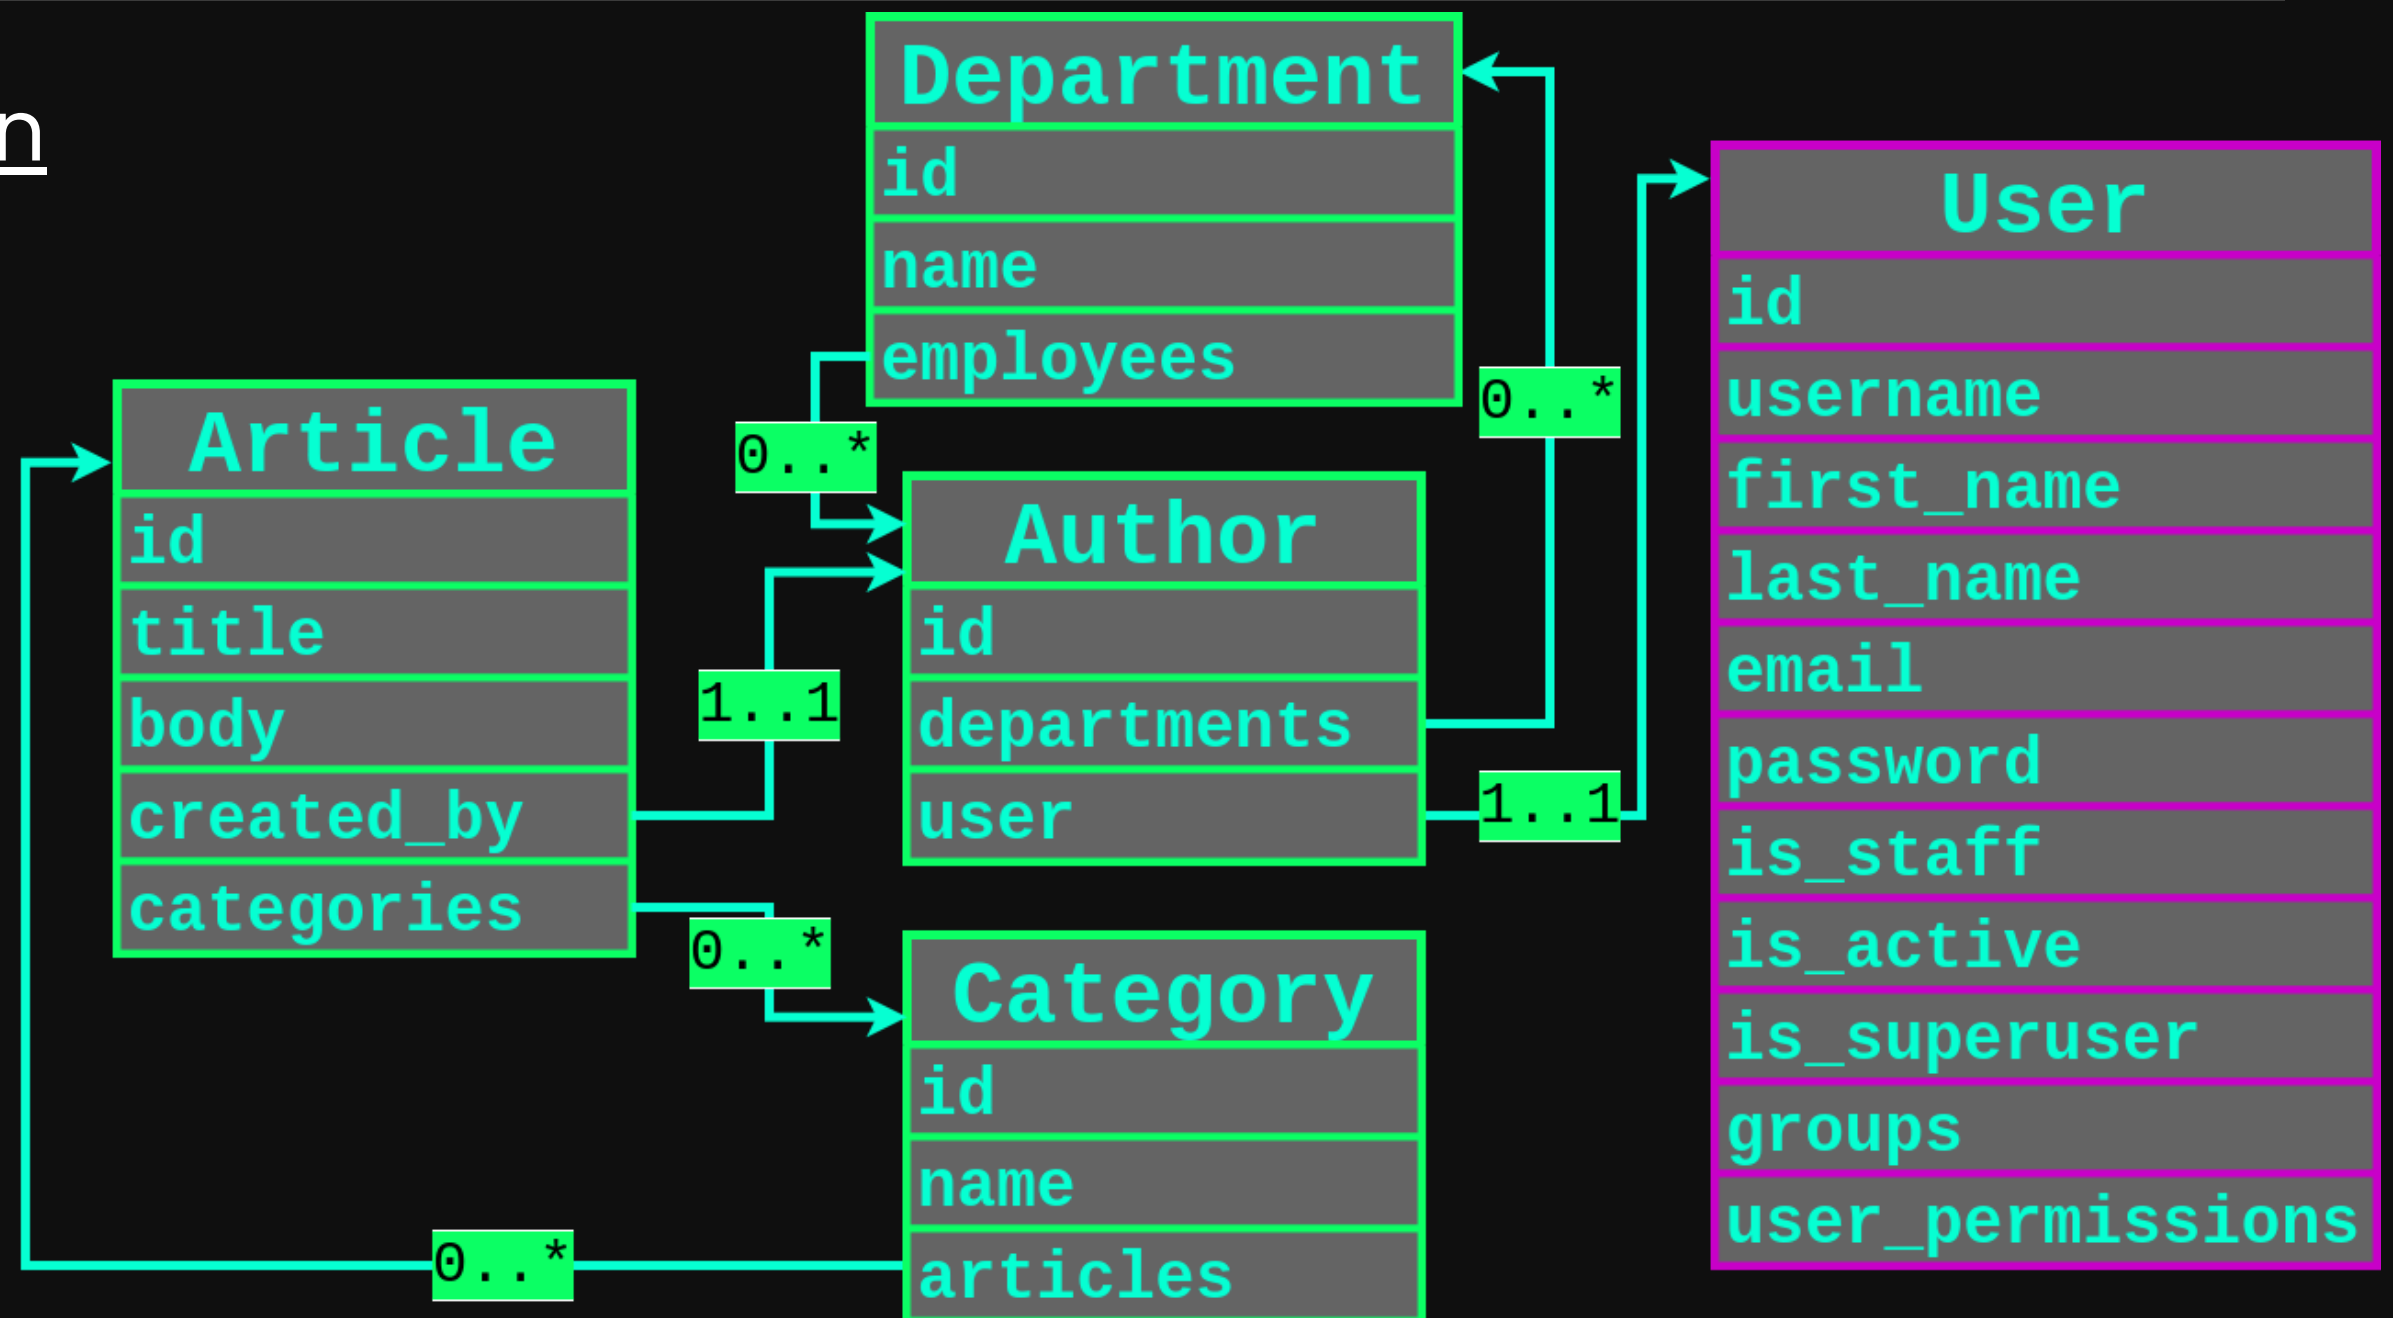 n
Department
id
name
employees
0..*
0..*
Article
id
title
body
created_by
categories
Author
id
departments
user
1..1
1..1
0..*
Category
id
name
articles
0..*
User
id
username
first_name
last_name
email
password
is_staff
is_active
is_superuser
groups
user_permissions